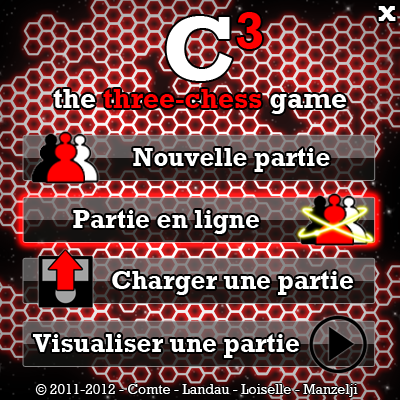 x
C3
the three-chess game
Nouvelle partie
Partie en ligne
Charger une partie
Visualiser une partie
© 2011-2012 - Comte - Landau - Loiselle - Manzelji